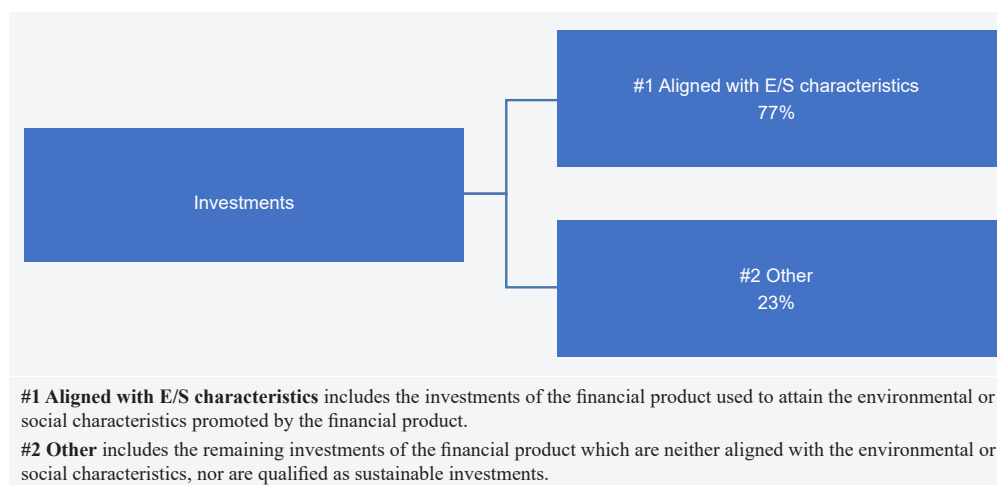 #1 Aligned with E/S characteristics
77%
Investments
#2 Other
23%
#1 Aligned with E/S characteristics includes the investments of the financial product used to attain the environmental or
social characteristics promoted by the financial product.
#2 Other includes the remaining investments of the financial product which are neither aligned with the environmental or
social characteristics, nor are qualified as sustainable investments.